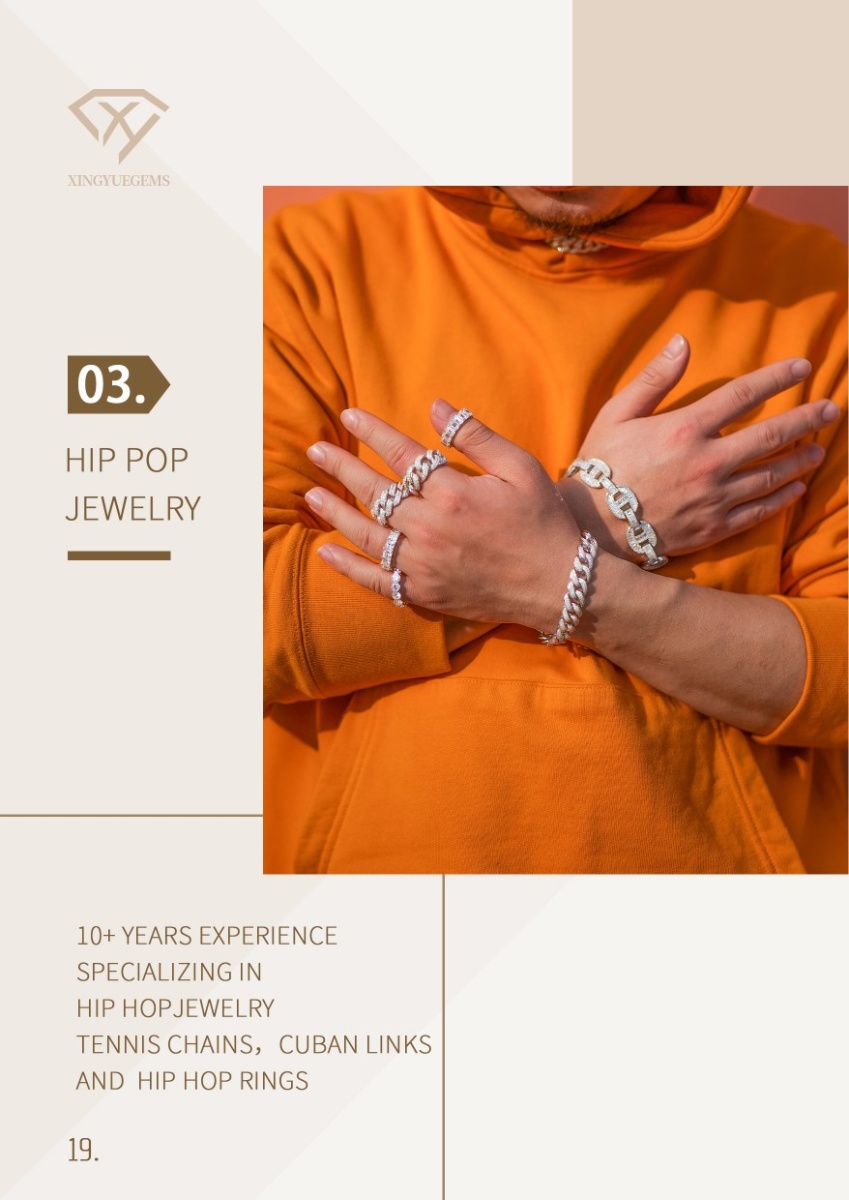 XINGYUEGEMS
03.
HIP POP
JEWELRY
10+ YEARS EXPERIENCE
SPECIALIZING IN
HIP HOPJEWELRY
TENNIS CHAINS， CUBAN LINKS
AND HIP HOP RINGS
19.